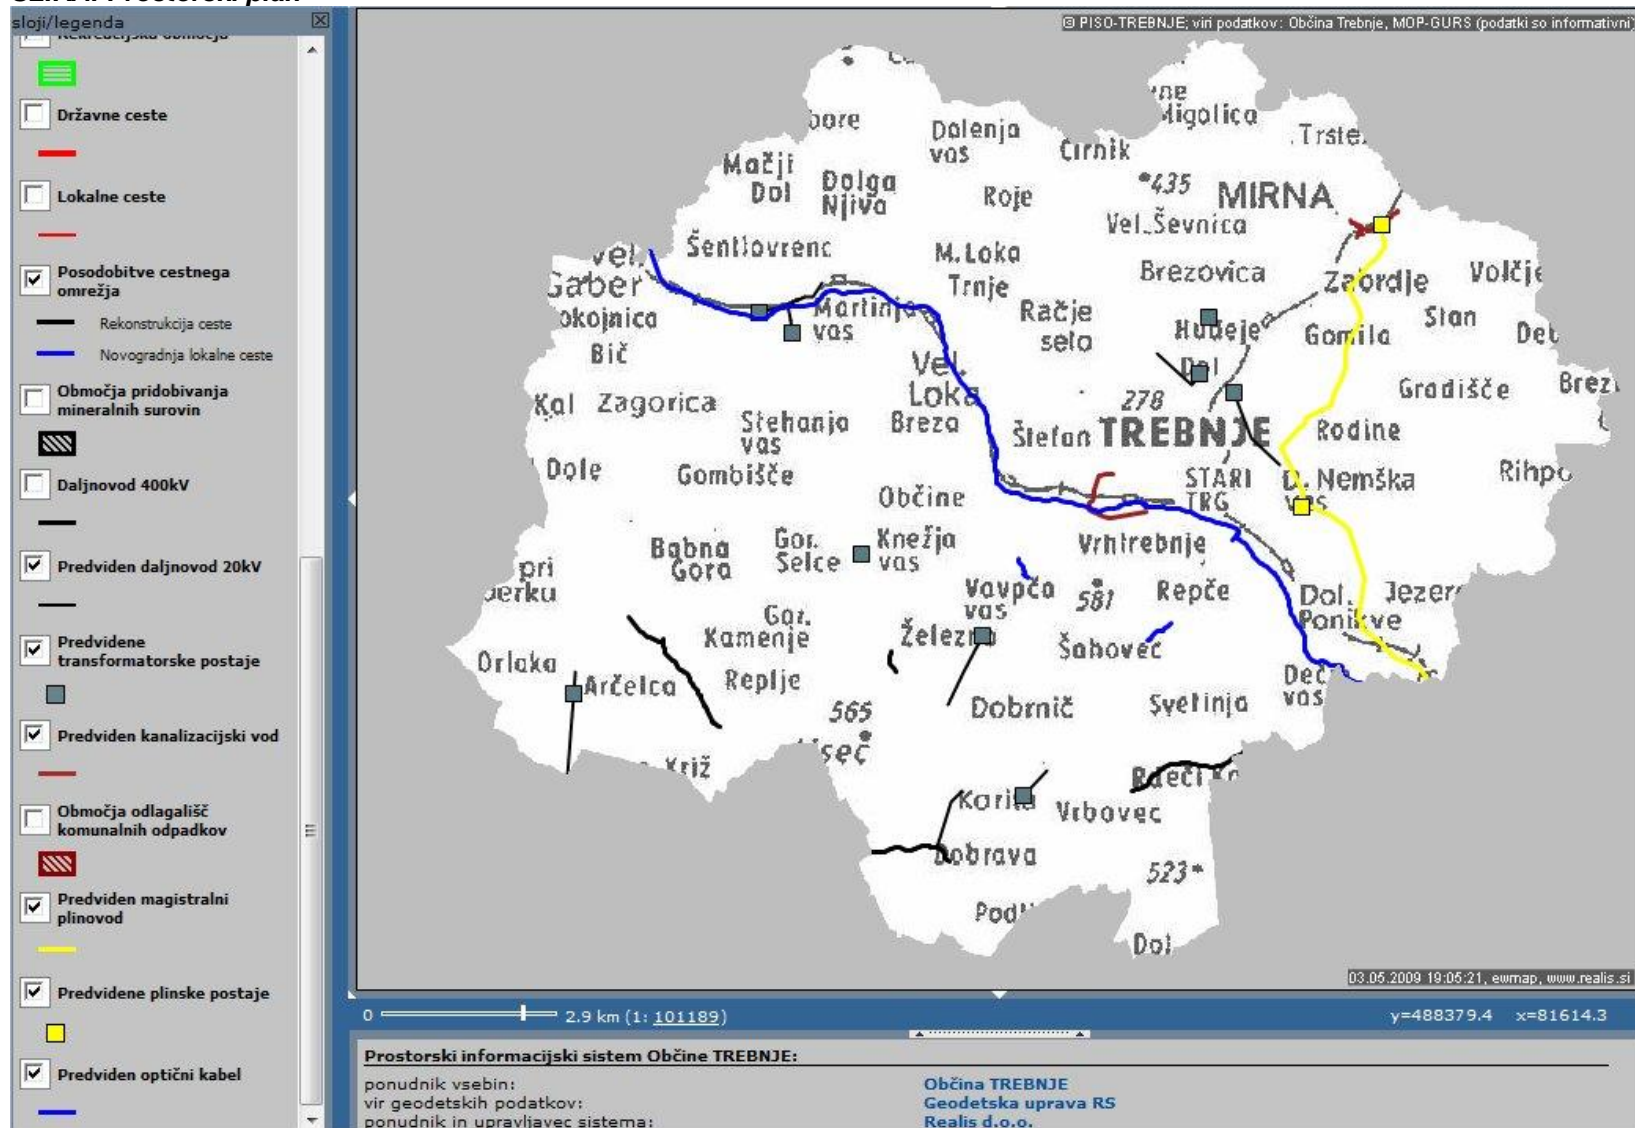 sloji/legenda
Rekreacijska območja
Državne ceste
Lokalne ceste
Posodobitve cestnega
omrežja
Rekonstrukcija ceste
Novogradnja lokalne ceste
Območja pridobivanja
mineralnih surovin
Daljnovod 400kV
Predviden daljnovod 20kV
Predvidene
transformatorske postaje
Predviden kanalizacijski vod
Območja odlagališč
komunalnih odpadkov
Predviden magistralni
plinovod
Predvidene plinske postaje
Predviden optični kabel
© PISO-TREBNJE; viri podatkov: Občina Trebnje, MOP-GURS (podatki so informativni)
Migolica
Dolenja
vas
Čirnik
Mačji
Dol
Dolga
Njiva
Roje
435
MIRNA
Vel.Ševnica
Šentlovrenc
vel.
Gaber
M.Loka
Trnje
Brezovica
Zabrdje
Volčje
Martinja
vas
Račje
selo
Hudeje
Gomila
Stan
Bič
Vel.
Loka
Dol
278
Gradišče
Kal
Zagorica
Stehanja
vas
Breza
Štefan
TREBNJE
Rodine
Dole
Gombišče
Občine
STARI
TRG
D. Nemška
vas
Babna
Gora
Gor.
Selce
Knežja
vas
Vrhtrebnje
pri
Vavpča
vas
581
Repče
Dol.
Ponikve
Gor.
Kamenje
Orlaka
Arčelca
Replje
Šahovec
565
Dobrnič
Svetinja
vas
Križ
Vrbovec
Dobrava
523
Dol
03.05.2009 19:05:21, ewmap, www.realis.si
0 2.9 km (1: 101189) y=488379.4 x=81614.3
Prostorski informacijski sistem Občine TREBNJE:
ponudnik vsebin: Občina TREBNJE
vir geodetskih podatkov: Geodetska uprava RS
ponudnik in upravljavec sistema: Realis d.o.o.